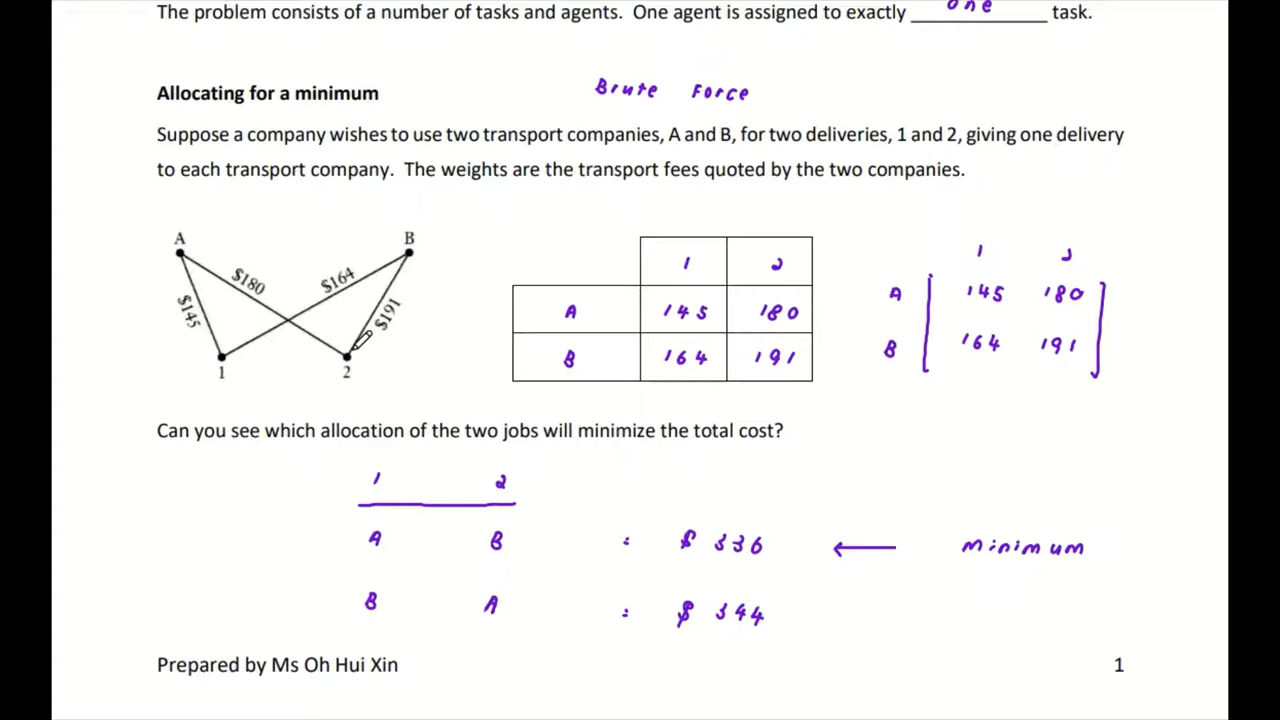 The problem consists of a number of tasks and agents. One agent is assigned to exactly one task.
Allocating for a minimum
Brute Force
Suppose a company wishes to use two transport companies, A and B, for two deliveries, 1 and 2, giving one delivery
to each transport company. The weights are the transport fees quoted by the two companies.
A B
$145 $180 $164 $191
1 2
1 2
A 145 180
B 164 191
1 2
A 145 180
B 164 191
Can you see which allocation of the two jobs will minimize the total cost?
1 2
A B = $ 336 ← minimum
B A = $ 344
Prepared by Ms Oh Hui Xin 1